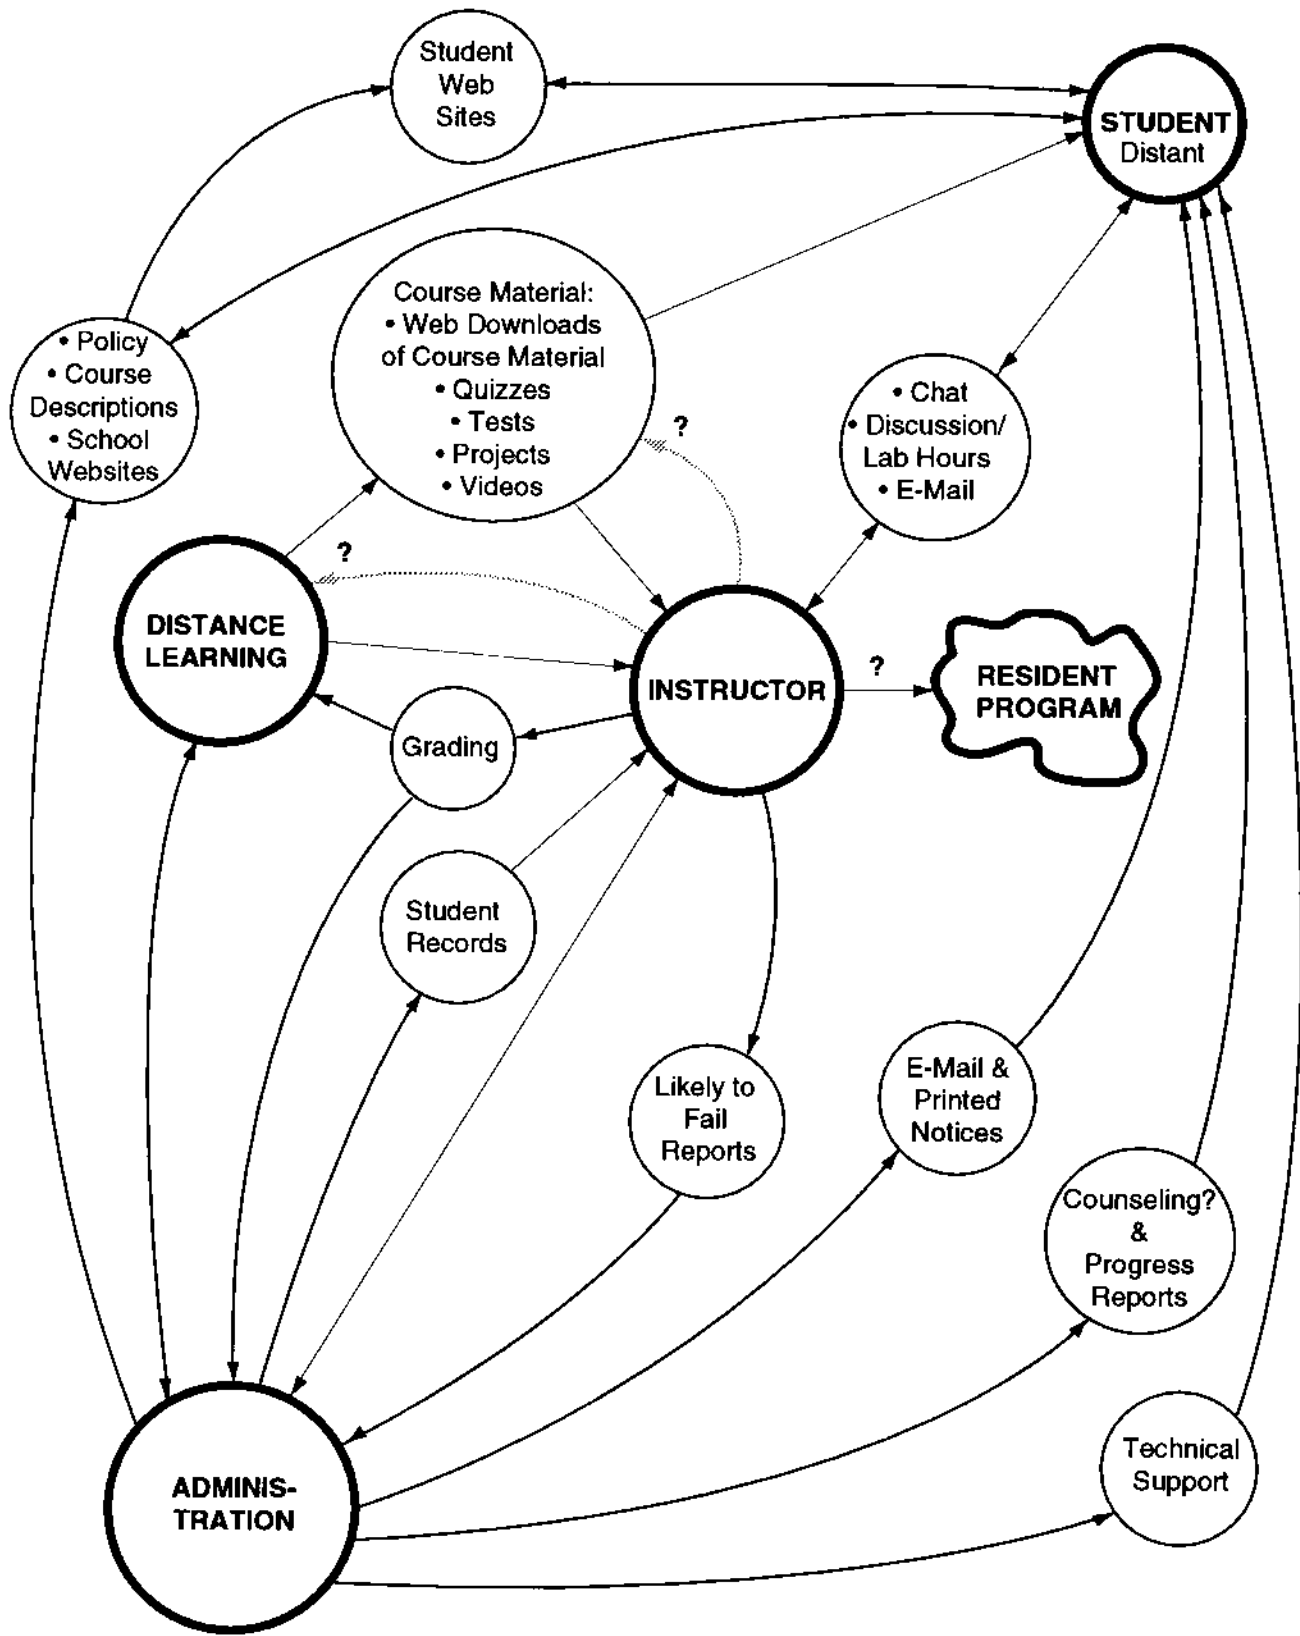 Student
Web
Sites
STUDENT
Distant
Course Material:
• Web Downloads
of Course Material
• Quizzes
• Tests
• Projects
• Videos
• Policy
• Course
Descriptions
• School
Websites
• Chat
• Discussion/
Lab Hours
• E-Mail
?
?
DISTANCE
LEARNING
INSTRUCTOR
?
RESIDENT
PROGRAM
Grading
Student
Records
Likely to
Fail
Reports
E-Mail &
Printed
Notices
Counseling?
&
Progress
Reports
Technical
Support
ADMINIS-
TRATION